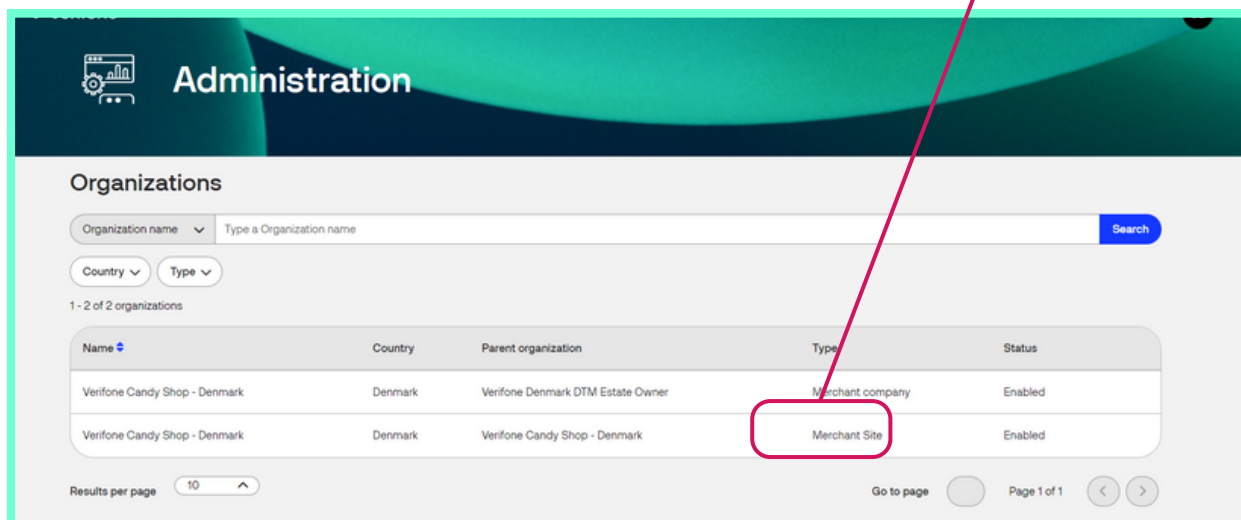 Administration
Organizations
Organization name Type a Organization name Search
Country Type
1 - 2 of 2 organizations
Name Country Parent organization Type Status
Verifone Candy Shop - Denmark Denmark Verifone Denmark DTM Estate Owner Merchant company Enabled
Verifone Candy Shop - Denmark Denmark Verifone Candy Shop - Denmark Merchant Site Enabled
Results per page 10 Go to page Page 1 of 1